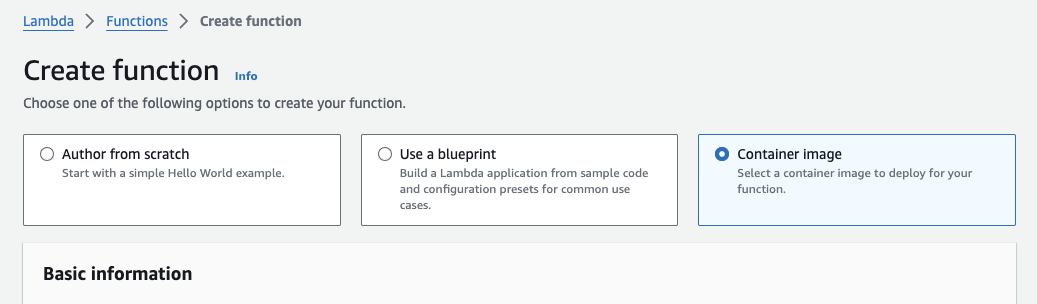 Lambda > Functions > Create function
Create function Info
Choose one of the following options to create your function.
Author from scratch
Start with a simple Hello World example.
Use a blueprint
Build a Lambda application from sample code
and configuration presets for common use
cases.
Container image
Select a container image to deploy for your
function.
Basic information